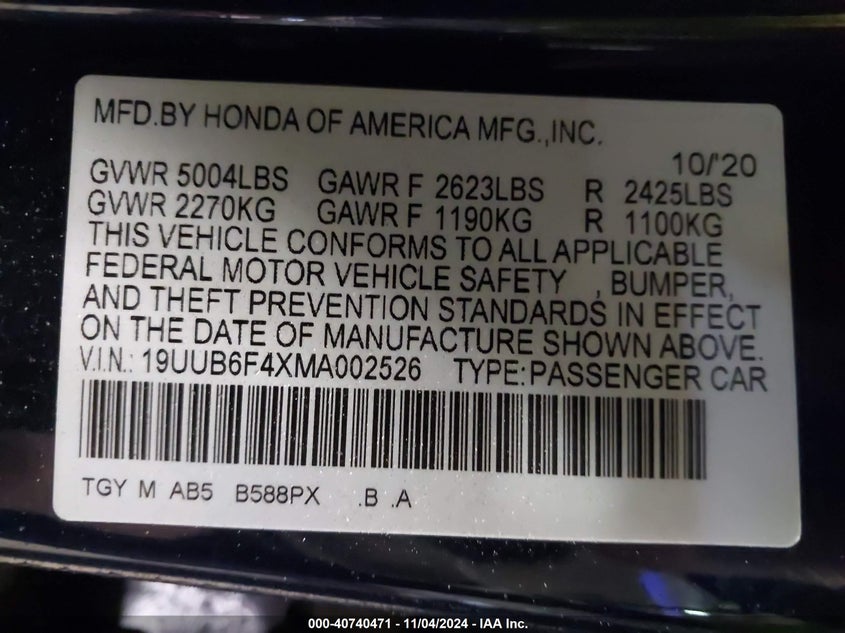 MFD.BY HONDA OF AMERICA MFG.,INC.
10/'20
GVWR 5004LBS GAWR F 2623LBS R 2425LBS
GVWR 2270KG GAWR F 1190KG R 1100KG
THIS VEHICLE CONFORMS TO ALL APPLICABLE
FEDERAL MOTOR VEHICLE SAFETY , BUMPER,
AND THEFT PREVENTION STANDARDS IN EFFECT
ON THE DATE OF MANUFACTURE SHOWN ABOVE.
V.I.N.: 19UUB6F4XMA002526 TYPE:PASSENGER CAR
TGY M AB5 B588PX .B .A
000-40740471 - 11/04/2024 - IAA Inc.